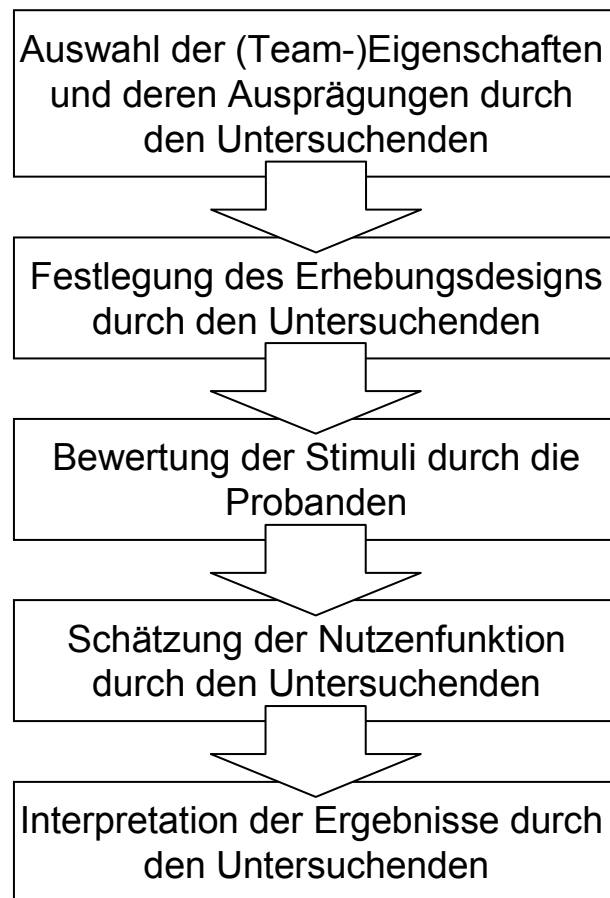 Auswahl der (Team-)Eigenschaften
und deren Ausprägungen durch
den Untersuchenden
Festlegung des Erhebungsdesigns
durch den Untersuchenden
Bewertung der Stimuli durch die
Probanden
Schätzung der Nutzenfunktion
durch den Untersuchenden
Interpretation der Ergebnisse durch
den Untersuchenden